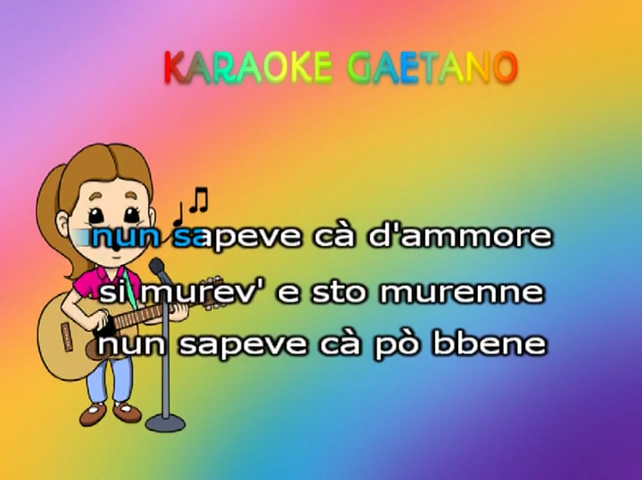 KARAOKE GAETANO
nun sapeve cà d'ammore
si murev' e sto murenne
nun sapeve cà pò bbene